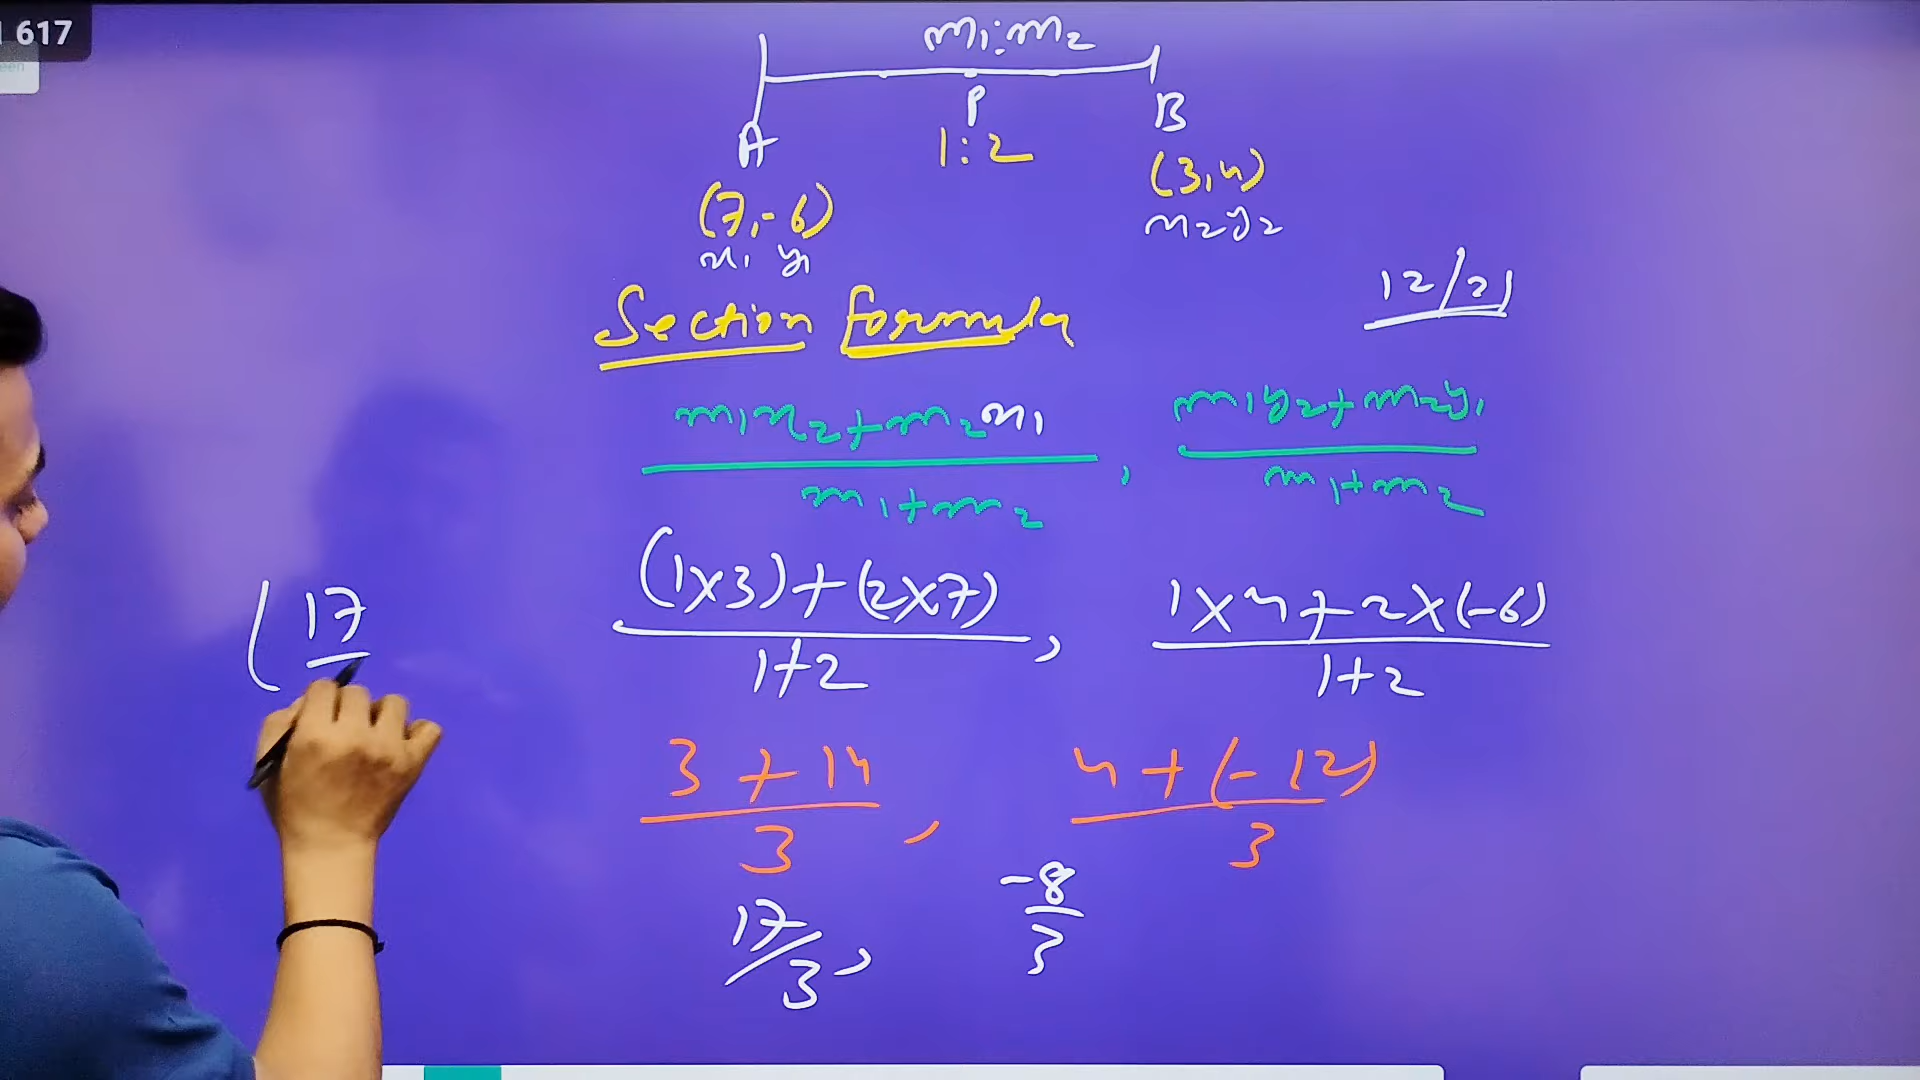 617
m₁:m₂
A P B
1:2
(7,-6) (3,4)
x₁ y₁ x₂ y₂
12/21
Section formula
m₁x₂+m₂x₁ / m₁+m₂ , m₁y₂+m₂y₁ / m₁+m₂
(1x3)+(2x7) / 1+2 , 1x4+2x(-6) / 1+2
(17
3+14 / 3 , 4+(-12) / 3
17/3 , -8/3